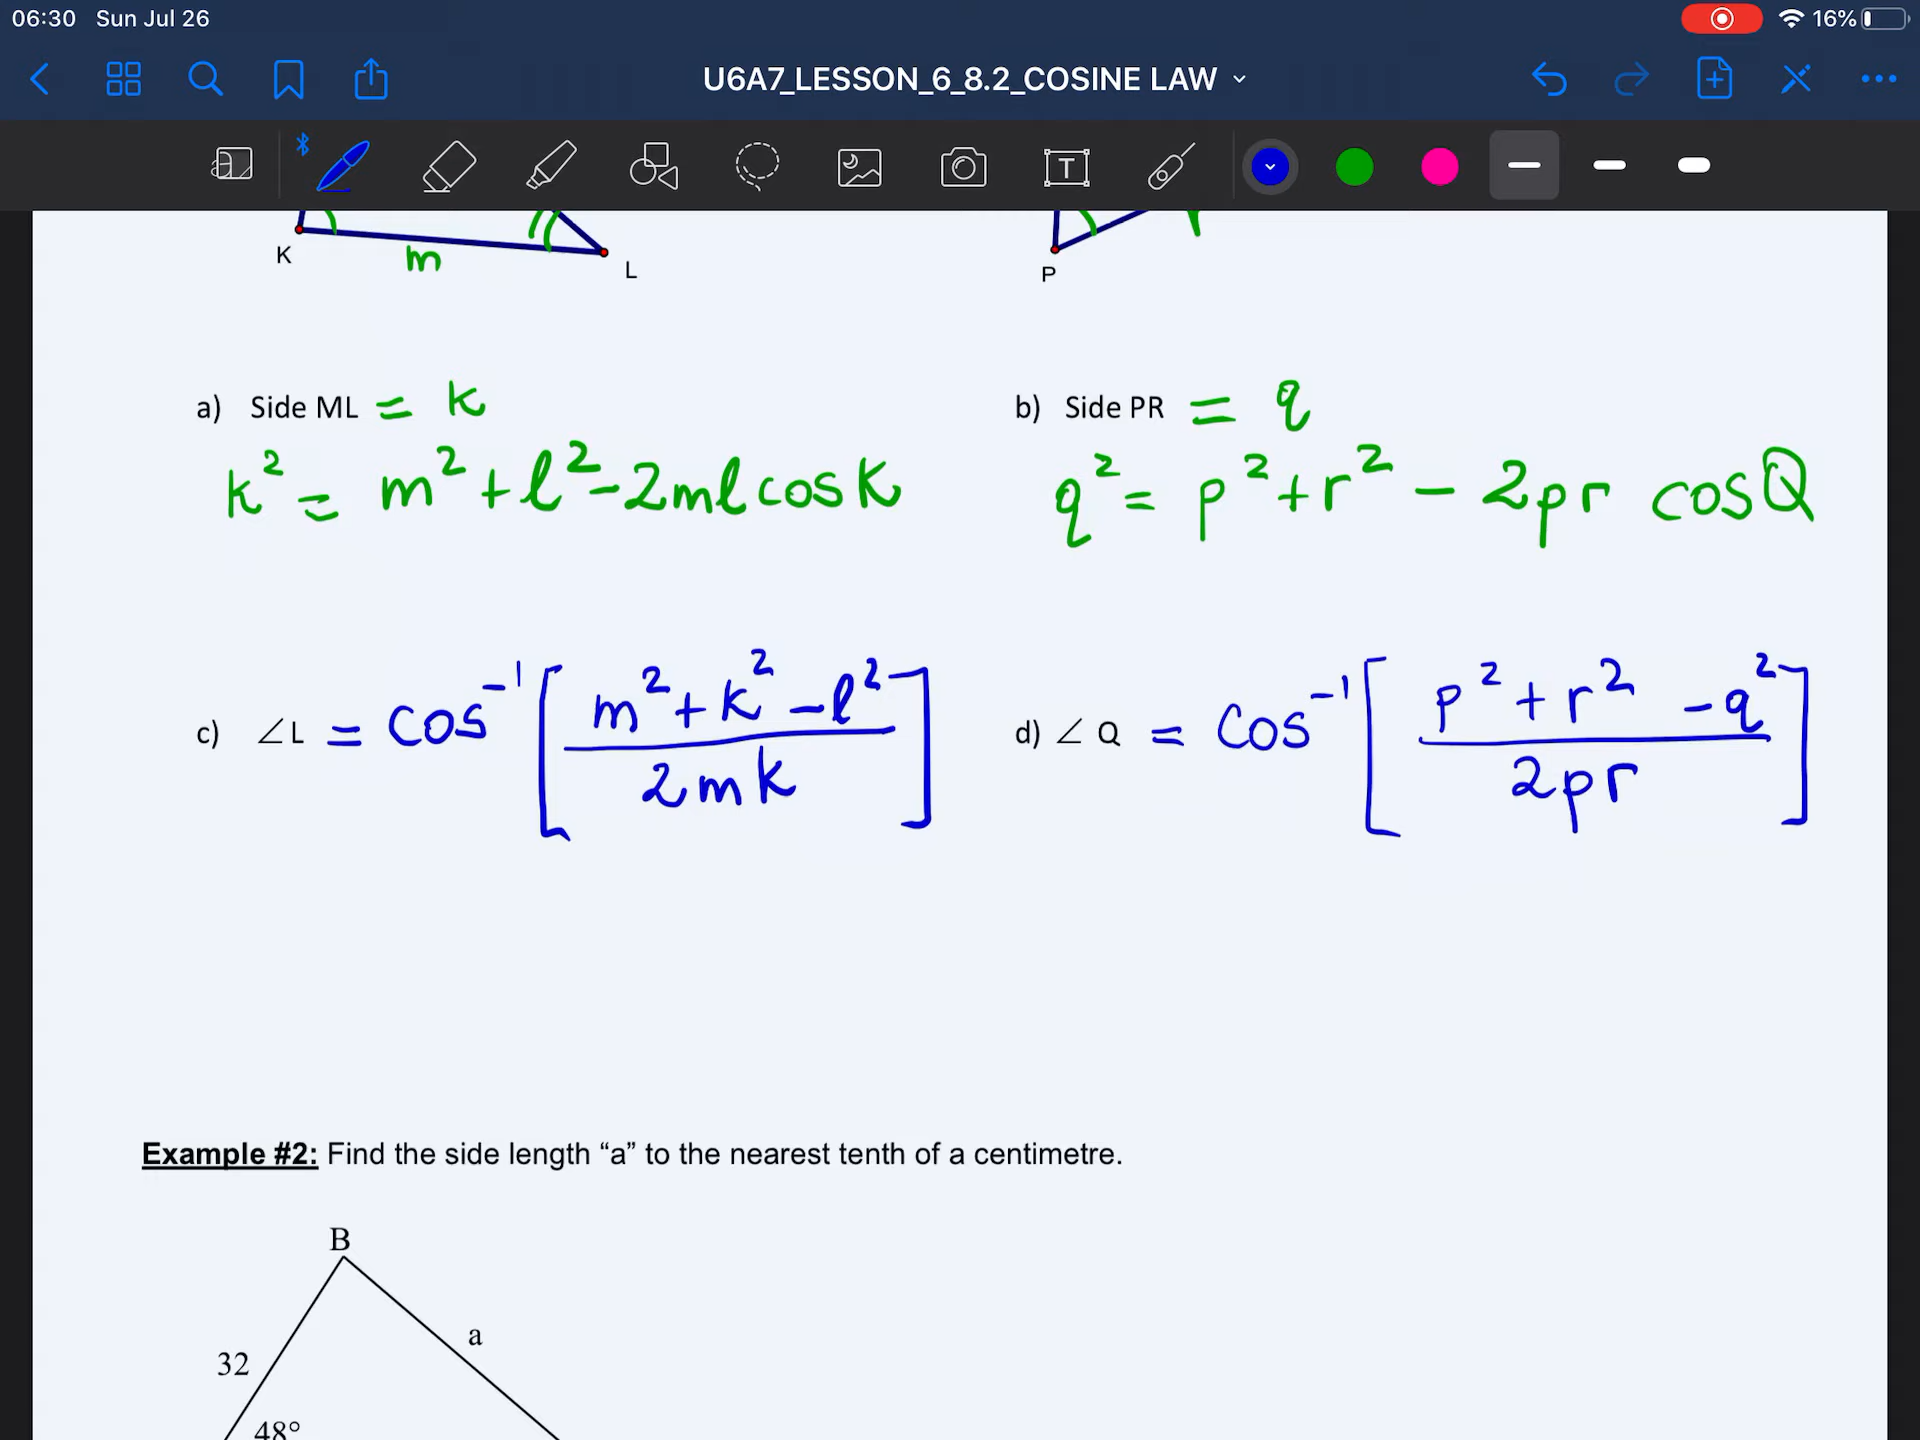 06:30 Sun Jul 26 16%
U6A7_LESSON_6_8.2_COSINE LAW
K m L
P
a) Side ML = k
k² = m² + l² - 2ml cos K
b) Side PR = q
q² = p² + r² - 2pr cos Q
c) ∠L = cos⁻¹ [ m² + k² - l² / 2mk ]
d) ∠Q = cos⁻¹ [ p² + r² - q² / 2pr ]
Example #2: Find the side length “a” to the nearest tenth of a centimetre.
B
a
32
48°